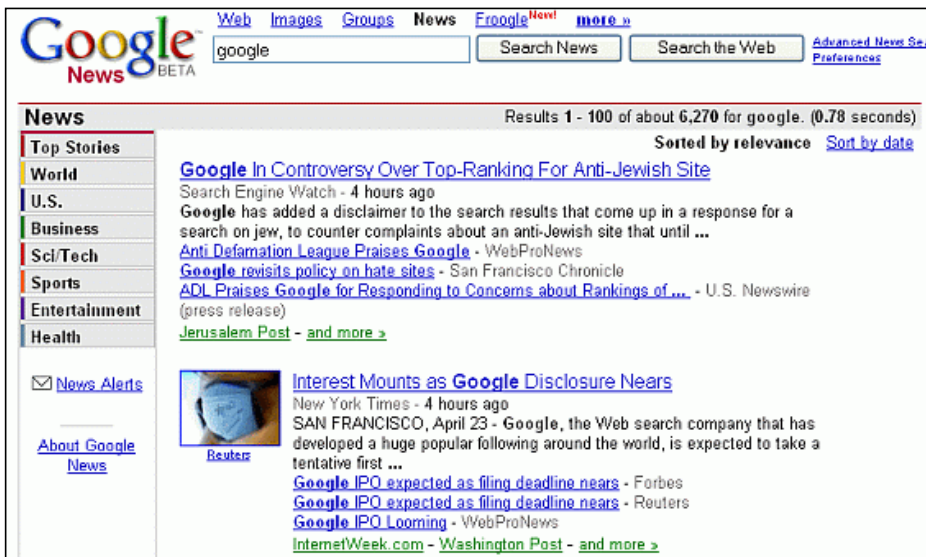 Web Images Groups News Froogle New! more »
Google News BETA
google Search News Search the Web Advanced News Se
Preferences
News Results 1 - 100 of about 6,270 for google. (0.78 seconds)
Sorted by relevance Sort by date
Top Stories
World
U.S.
Business
Sci/Tech
Sports
Entertainment
Health
News Alerts
About Google
News
Google In Controversy Over Top-Ranking For Anti-Jewish Site
Search Engine Watch - 4 hours ago
Google has added a disclaimer to the search results that come up in a response for a
search on jew, to counter complaints about an anti-Jewish site that until ...
Anti Defamation League Praises Google - WebProNews
Google revisits policy on hate sites - San Francisco Chronicle
ADL Praises Google for Responding to Concerns about Rankings of ... - U.S. Newswire
(press release)
Jerusalem Post - and more »
Reuters
Interest Mounts as Google Disclosure Nears
New York Times - 4 hours ago
SAN FRANCISCO, April 23 - Google, the Web search company that has
developed a huge popular following around the world, is expected to take a
tentative first ...
Google IPO expected as filing deadline nears - Forbes
Google IPO expected as filing deadline nears - Reuters
Google IPO Looming - WebProNews
InternetWeek.com - Washington Post - and more »